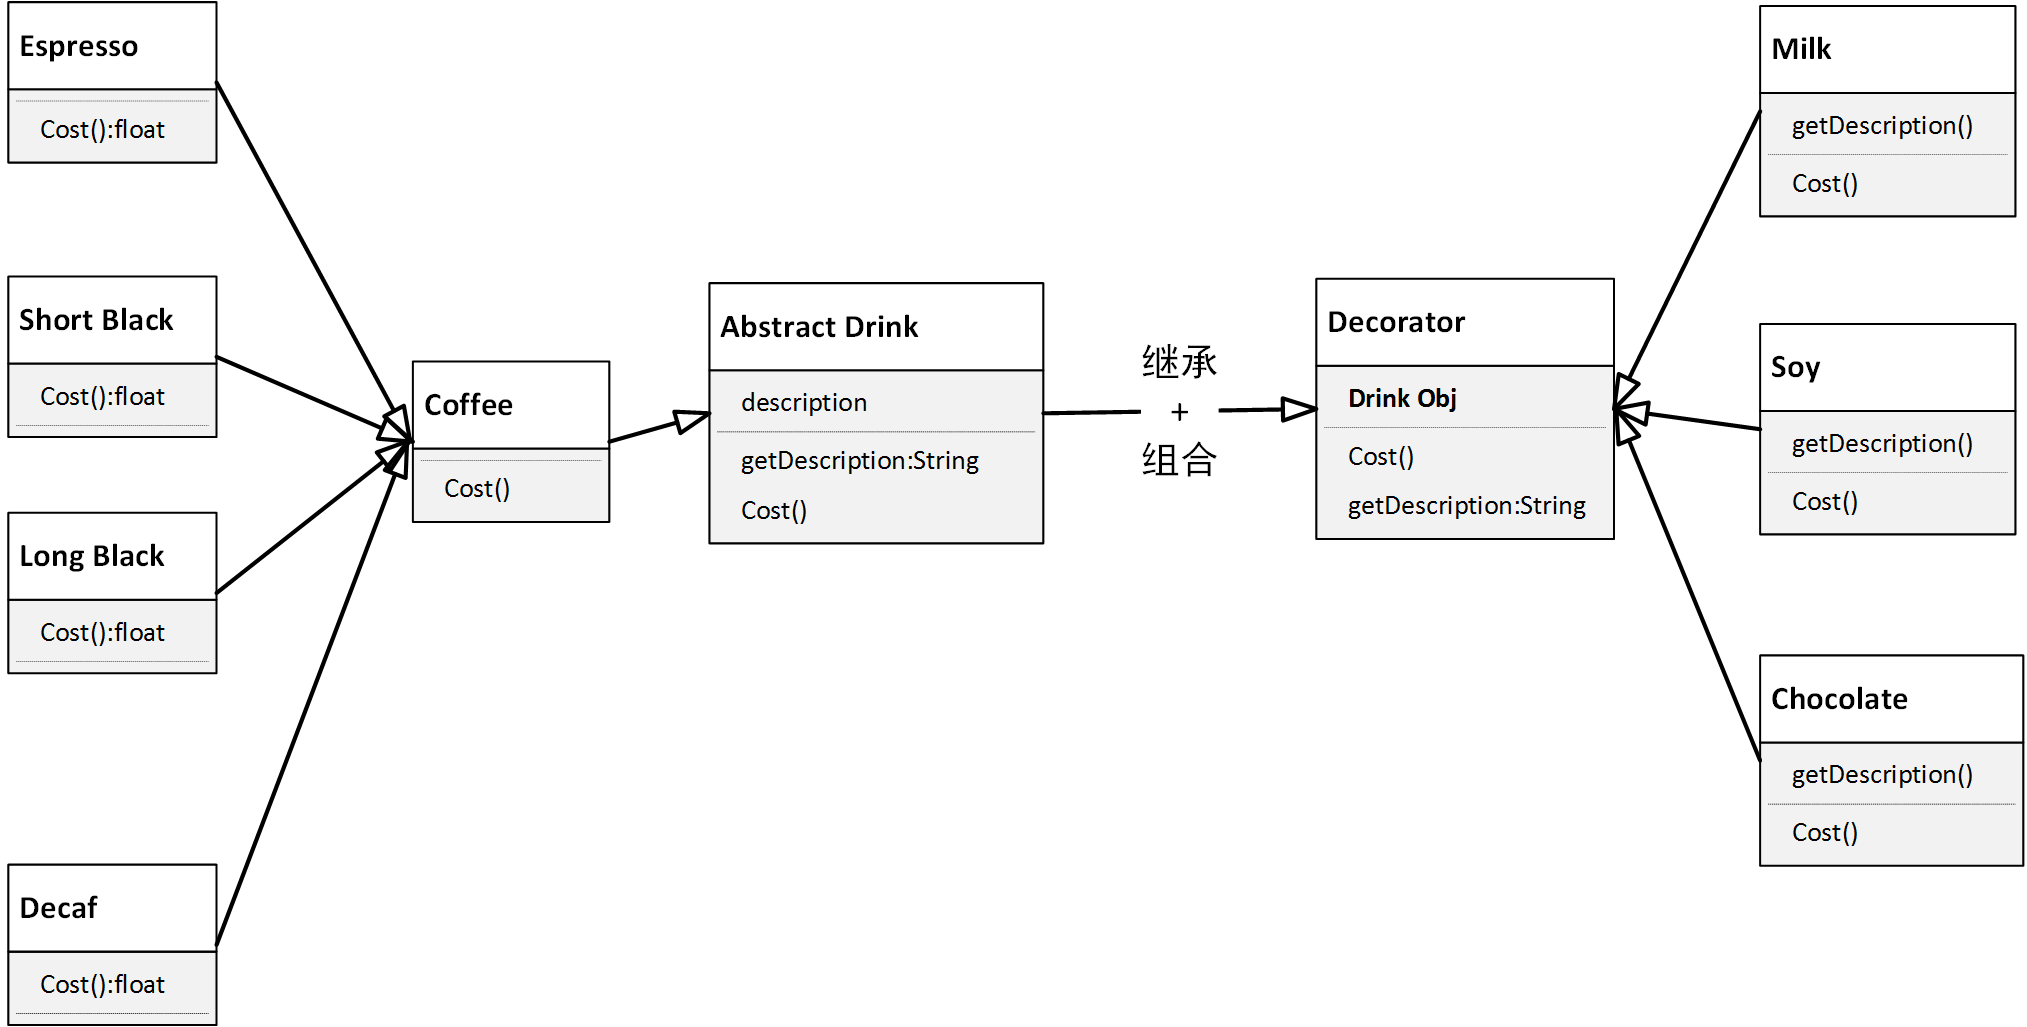 Espresso
Cost():float
Short Black
Cost():float
Long Black
Cost():float
Decaf
Cost():float
Coffee
Cost()
Abstract Drink
description
getDescription:String
Cost()
继承
+
组合
Decorator
Drink Obj
Cost()
getDescription:String
Milk
getDescription()
Cost()
Soy
getDescription()
Cost()
Chocolate
getDescription()
Cost()